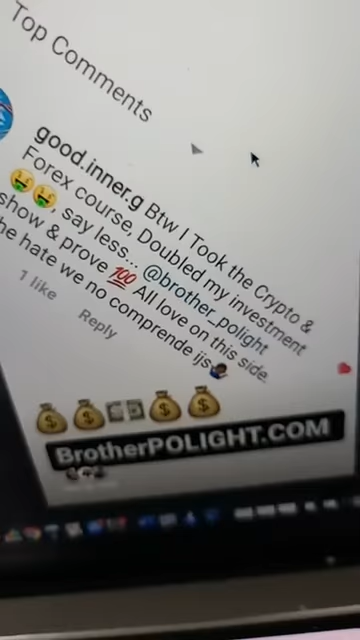 Top Comments
good.inner.g Btw I Took the Crypto &
Forex course, Doubled my investment
🤑🤑, say less... @brother_polight
show & prove 💯 All love on this side.
he hate we no comprende ijs🤷🏿‍♂️
1 like Reply
💰💰💵💰💰
BrotherPOLIGHT.COM